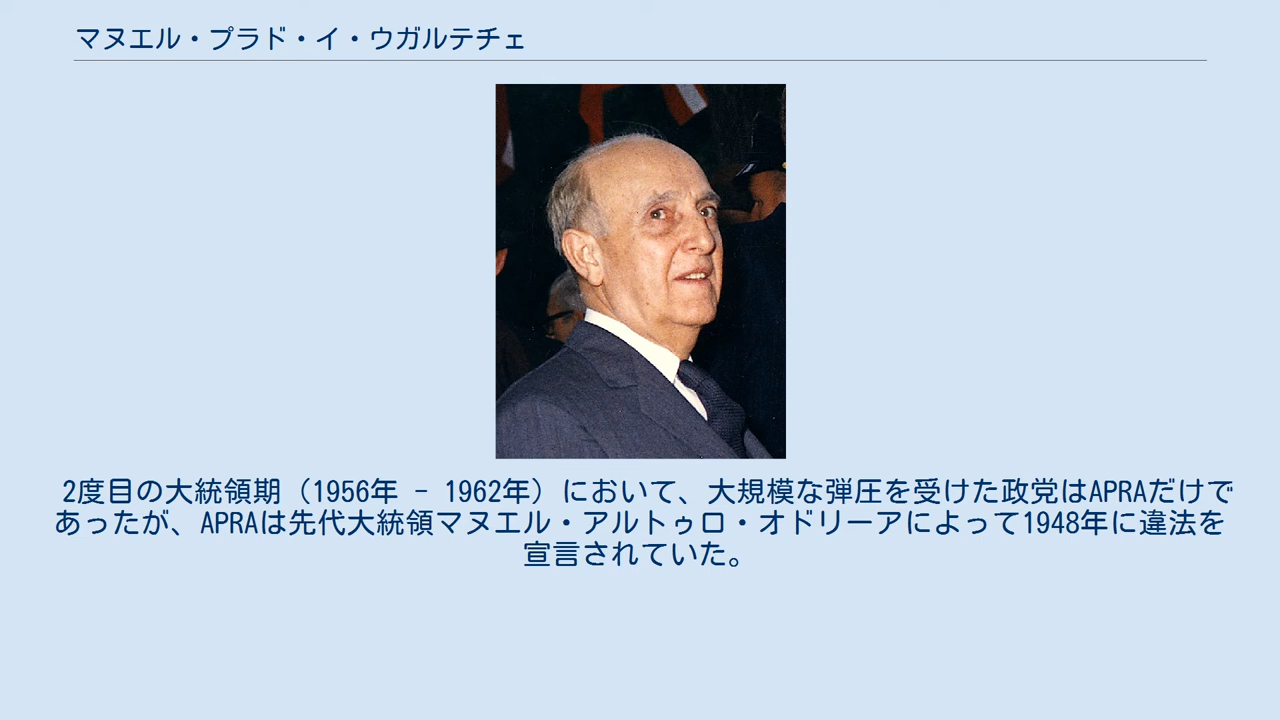 マヌエル・プラド・イ・ウガルテチェ
2度目の大統領期（1956年 - 1962年）において、大規模な弾圧を受けた政党はAPRAだけで
あったが、APRAは先代大統領マヌエル・アルトゥロ・オドリーアによって1948年に違法を
宣言されていた。